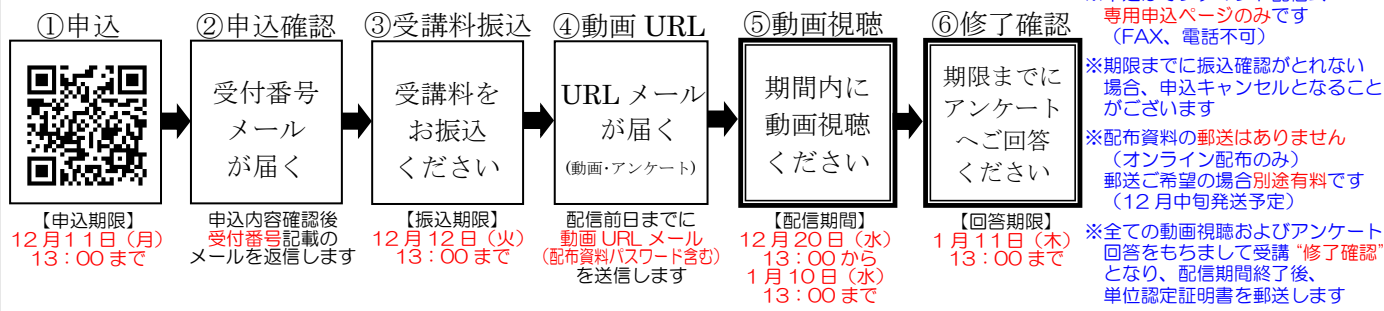 ①申込
受付番号
②申込確認
メール
が届く
③受講料振込
受講料を
お振込
ください
④動画 URL
URL メール
が届く
(動画・アンケート)
⑤動画視聴
期間内に
動画視聴
ください
⑥修了確認
期限までに
アンケート
へご回答
ください
【申込期限】
12月11日（月）
13：00 まで
申込内容確認後
受付番号記載の
メールを返信します
【振込期限】
12月12日（火）
13：00 まで
配信前日までに
動画 URL メール
（配布資料パスワード含む）
を送信します
【配信期間】
12月20日（水）
13：00 から
1月10日（水）
13：00 まで
【回答期限】
1月11日（木）
13：00 まで
専用申込ページのみです
（FAX、電話不可）
※期限までに振込確認がとれない
場合、申込キャンセルとなること
がございます
※配布資料の郵送はありません
（オンライン配布のみ）
郵送ご希望の場合別途有料です
（12月中旬発送予定）
※全ての動画視聴およびアンケート
回答をもちまして受講 “修了確認”
となり、配信期間終了後、
単位認定証明書を郵送します